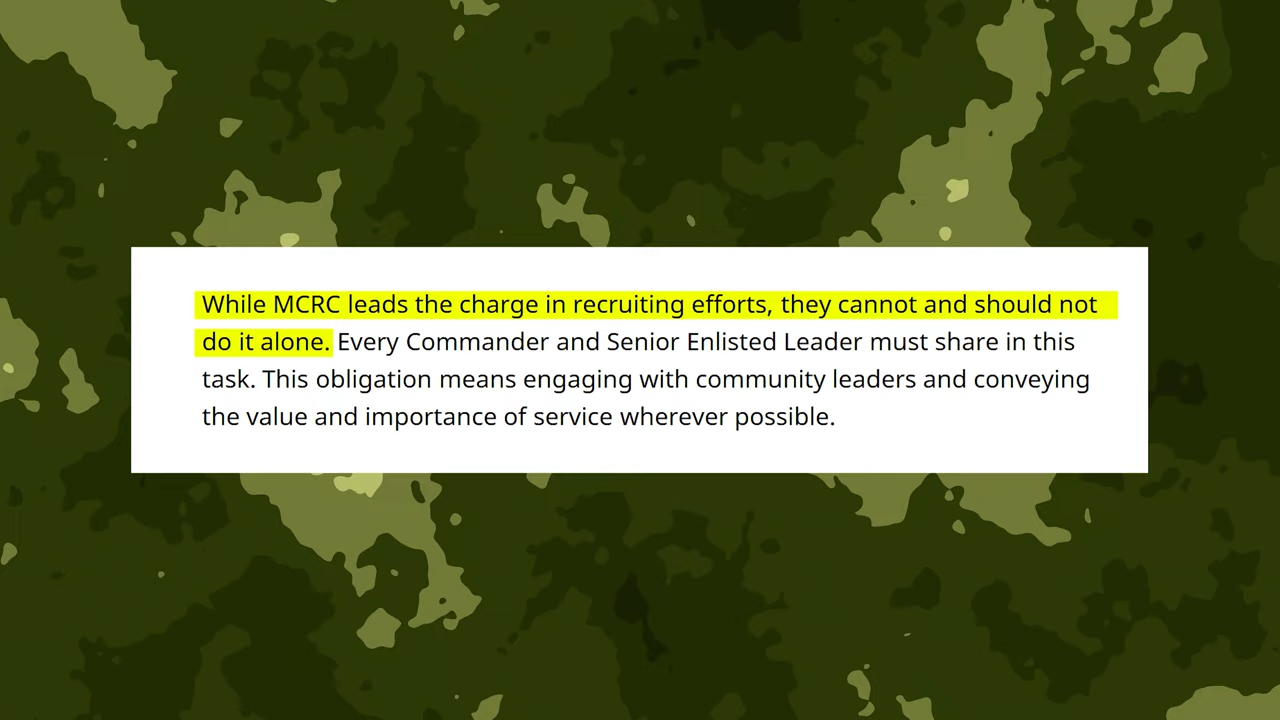 While MCRC leads the charge in recruiting efforts, they cannot and should not
do it alone. Every Commander and Senior Enlisted Leader must share in this
task. This obligation means engaging with community leaders and conveying
the value and importance of service wherever possible.